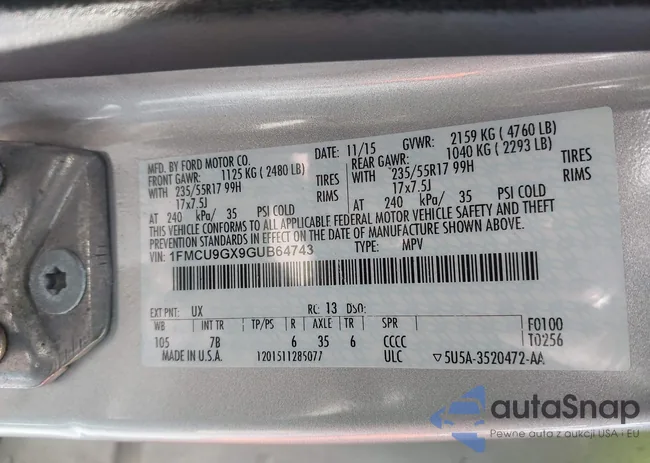 MFD. BY FORD MOTOR CO.
DATE: 11/15
GVWR: 2159 KG ( 4760 LB)
FRONT GAWR: 1125 KG ( 2480 LB)
REAR GAWR: 1040 KG ( 2293 LB)
WITH 235/55R17 99H TIRES
WITH 235/55R17 99H TIRES
17x7.5J RIMS
17x7.5J RIMS
AT 240 kPa/ 35 PSI COLD
AT 240 kPa/ 35 PSI COLD
THIS VEHICLE CONFORMS TO ALL APPLICABLE FEDERAL MOTOR VEHICLE SAFETY AND THEFT
PREVENTION STANDARDS IN EFFECT ON THE DATE OF MANUFACTURE SHOWN ABOVE.
VIN: 1FMCU9GX9GUB64743
TYPE: MPV
EXT PNT: UX RC: 13 DSO:
WB INT TR TP/PS R AXLE TR SPR F0100
105 7B 6 35 6 CCCC T0256
MADE IN U.S.A. 1201511285077 ULC ▽5U5A-3520472-AA
autaSnap
Pewne auta z aukcji USA i EU